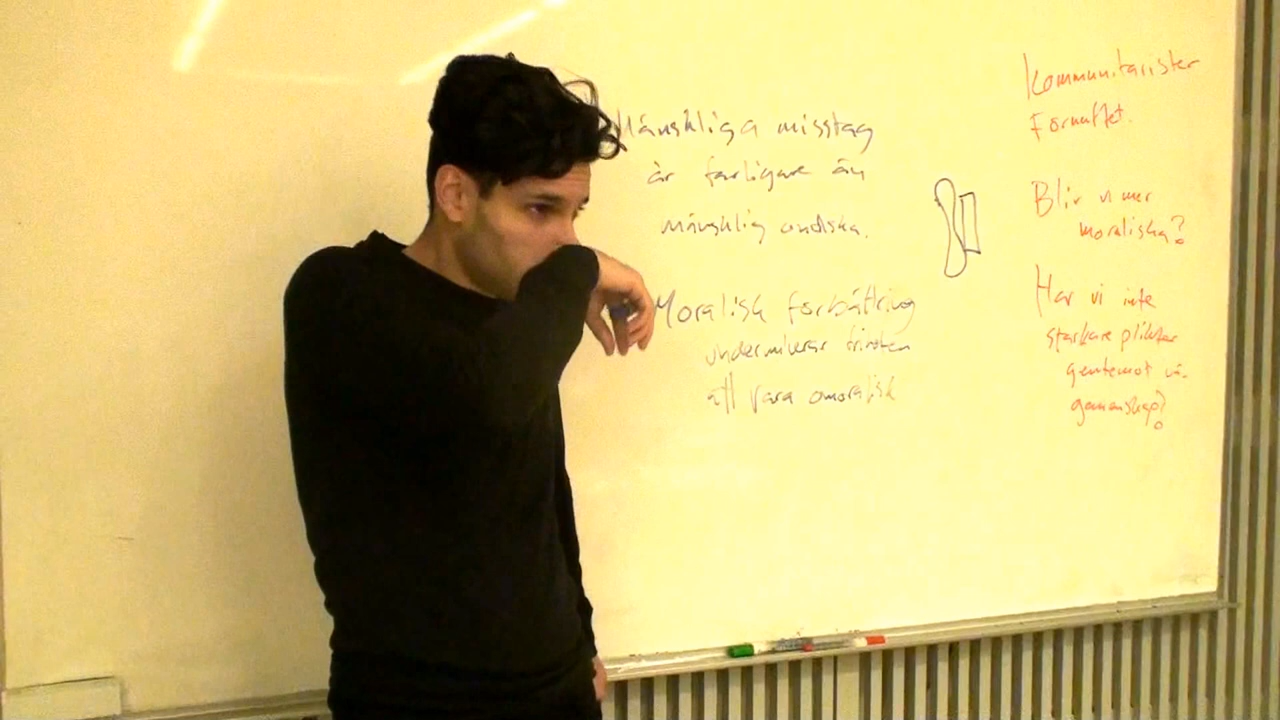 Mänskliga misstag
är farligare än
mänsklig ondska.
Moralisk förbättring
underminerar friheten
att vara omoralisk
Kommunitarister
Förnuftet.
Blir vi mer
moraliska?
Har vi inte
starkare plikter
gentemot vår
gemenskap?